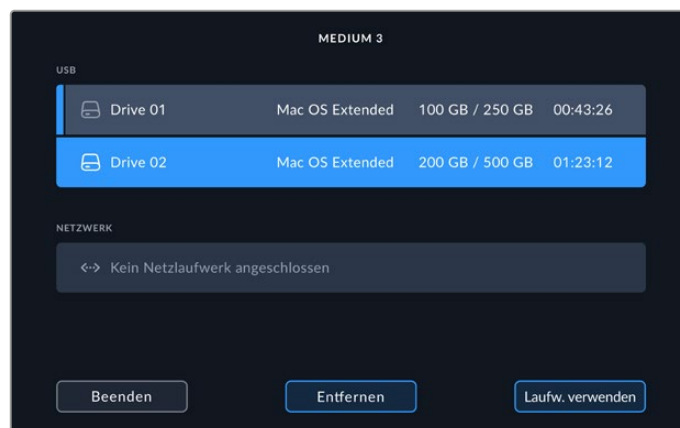 MEDIUM 3
USB
Drive 01 Mac OS Extended 100 GB / 250 GB 00:43:26
Drive 02 Mac OS Extended 200 GB / 500 GB 01:23:12
NETZWERK
Kein Netzlaufwerk angeschlossen
Beenden Entfernen Laufw. verwenden